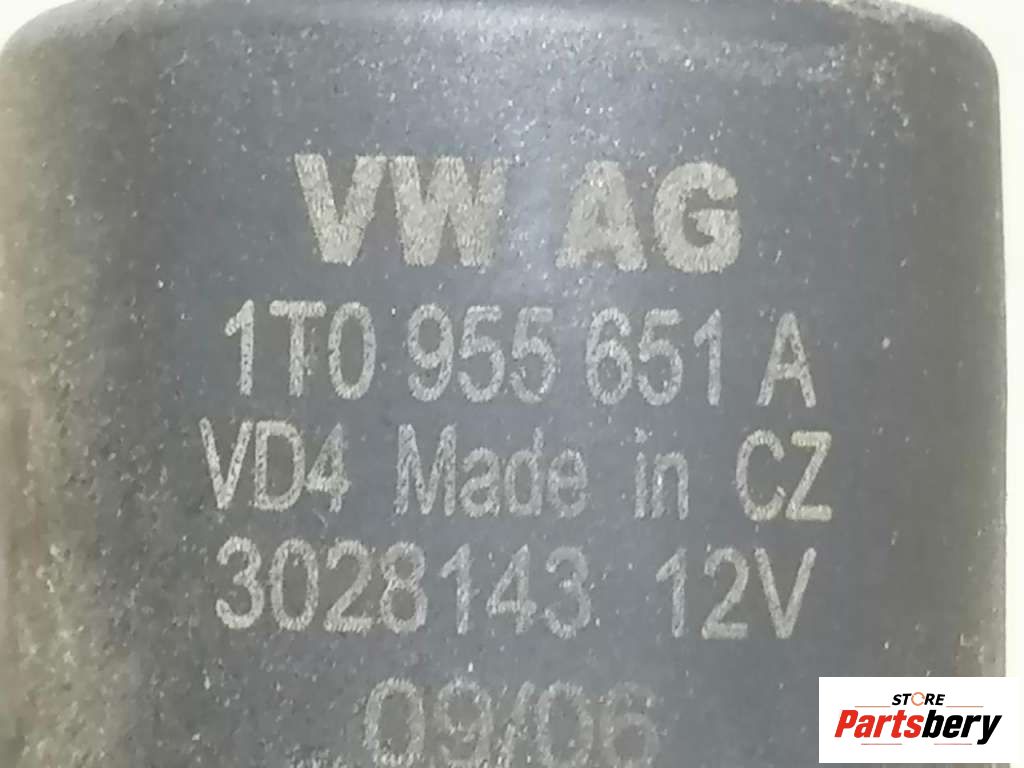 VW AG
1T0 955 651 A
VD4 Made in CZ
3028143 12V
09/06
STORE
Partsbery